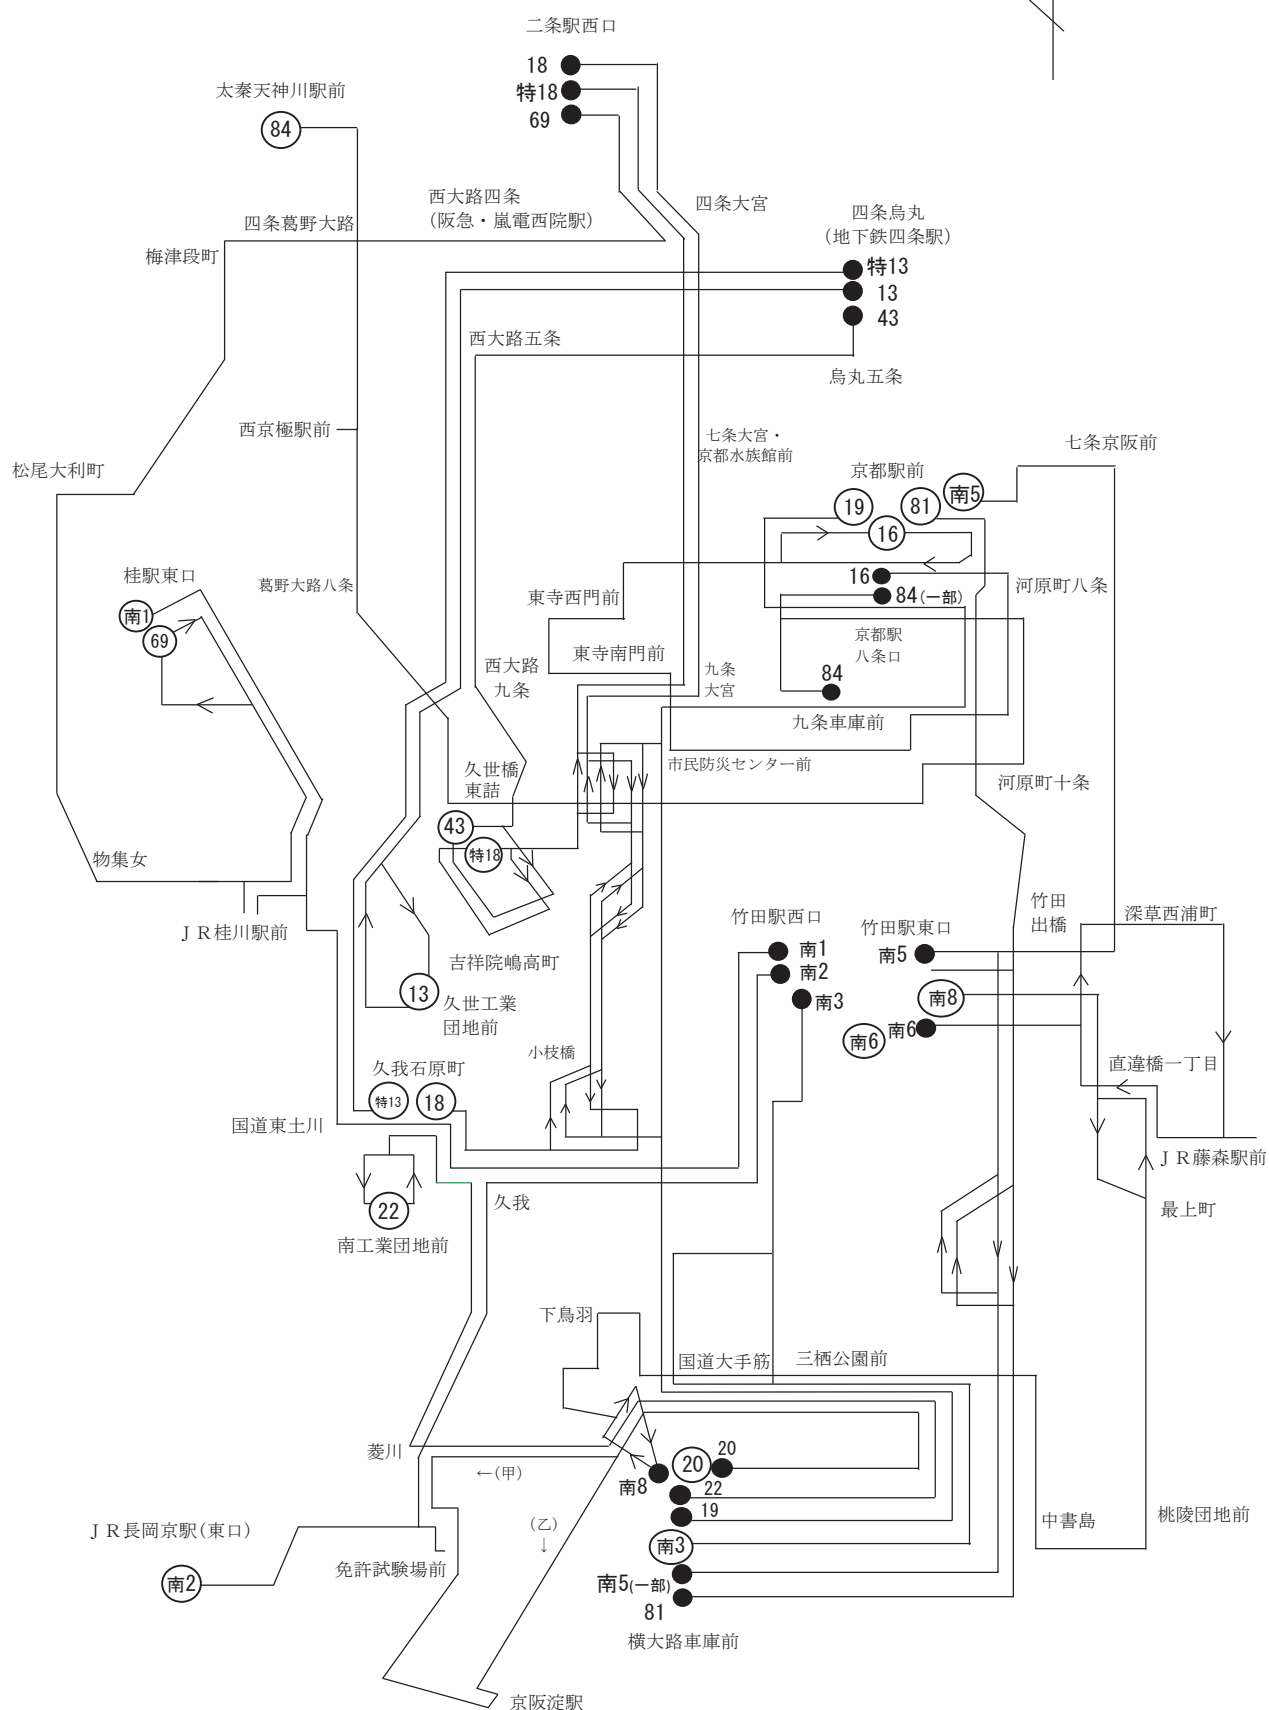 二条駅西口
18
特18
69
太秦天神川駅前
84
西大路四条
(阪急・嵐電西院駅)
四条大宮
四条烏丸
(地下鉄四条駅)
特13
13
43
四条葛野大路
梅津段町
西大路五条
烏丸五条
西京極駅前
七条大宮・
京都水族館前
七条京阪前
松尾大利町
京都駅前
19
81
南5
16
桂駅東口
南1
69
葛野大路八条
東寺西門前
16
84(一部)
河原町八条
京都駅
八条口
東寺南門前
西大路
九条
九条
大宮
84
九条車庫前
久世橋
東詰
市民防災センター前
河原町十条
43
特18
物集女
JR桂川駅前
吉祥院嶋高町
13
久世工業
団地前
竹田駅西口
南1
南2
南3
竹田
出橋
竹田駅東口
南5
深草西浦町
南8
南6
南6
小枝橋
久我石原町
特13
18
直違橋一丁目
国道東土川
JR藤森駅前
22
南工業団地前
久我
最上町
下鳥羽
国道大手筋
三栖公園前
菱川
←(甲)
南8
20
20
22
19
JR長岡京駅(東口)
(乙)
↓
南3
中書島
桃陵団地前
免許試験場前
南2
南5(一部)
81
横大路車庫前
京阪淀駅